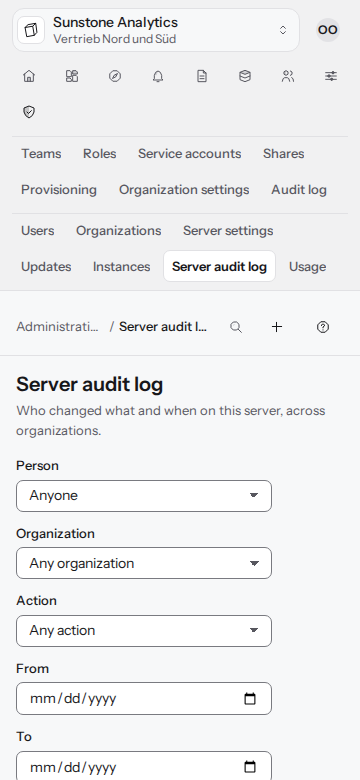 Sunstone Analytics
Vertrieb Nord und Süd
OO
Teams Roles Service accounts Shares
Provisioning Organization settings Audit log
Users Organizations Server settings
Updates Instances Server audit log Usage
Administrati... / Server audit l...
Server audit log
Who changed what and when on this server, across
organizations.
Person
Anyone
Organization
Any organization
Action
Any action
From
mm/dd/yyyy
To
mm/dd/yyyy